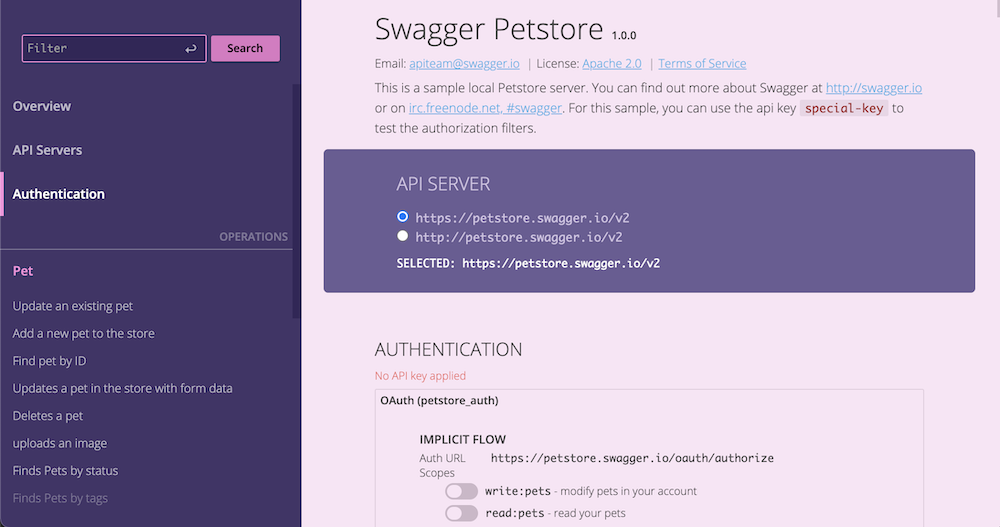 Filter
Search
Overview
API Servers
Authentication
OPERATIONS
Pet
Update an existing pet
Add a new pet to the store
Find pet by ID
Updates a pet in the store with form data
Deletes a pet
uploads an image
Finds Pets by status
Finds Pets by tags
Swagger Petstore 1.0.0
Email: apiteam@swagger.io | License: Apache 2.0 | Terms of Service
This is a sample local Petstore server. You can find out more about Swagger at http://swagger.io
or on irc.freenode.net, #swagger. For this sample, you can use the api key special-key to
test the authorization filters.
API SERVER
https://petstore.swagger.io/v2
http://petstore.swagger.io/v2
SELECTED: https://petstore.swagger.io/v2
AUTHENTICATION
No API key applied
OAuth (petstore_auth)
IMPLICIT FLOW
Auth URL https://petstore.swagger.io/oauth/authorize
Scopes
write:pets - modify pets in your account
read:pets - read your pets